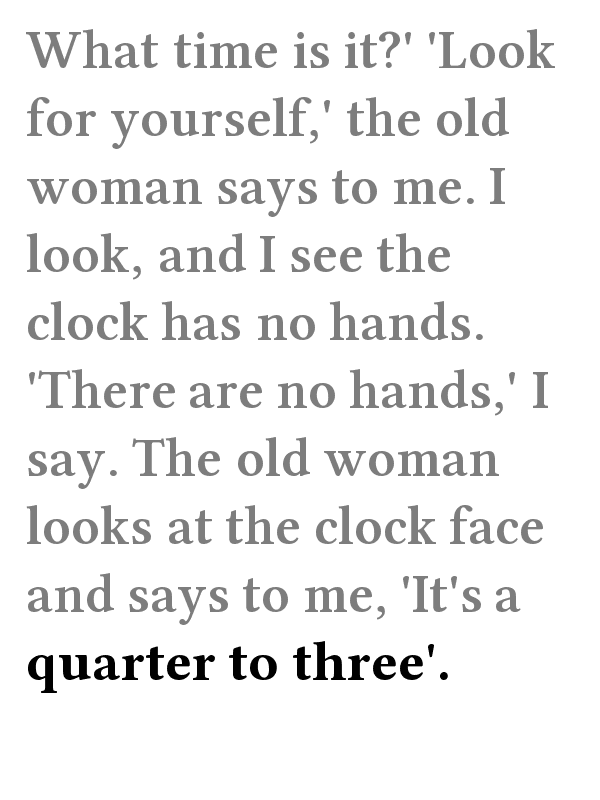 What time is it?' 'Look
for yourself,' the old
woman says to me. I
look, and I see the
clock has no hands.
'There are no hands,' I
say. The old woman
looks at the clock face
and says to me, 'It's a
quarter to three'.